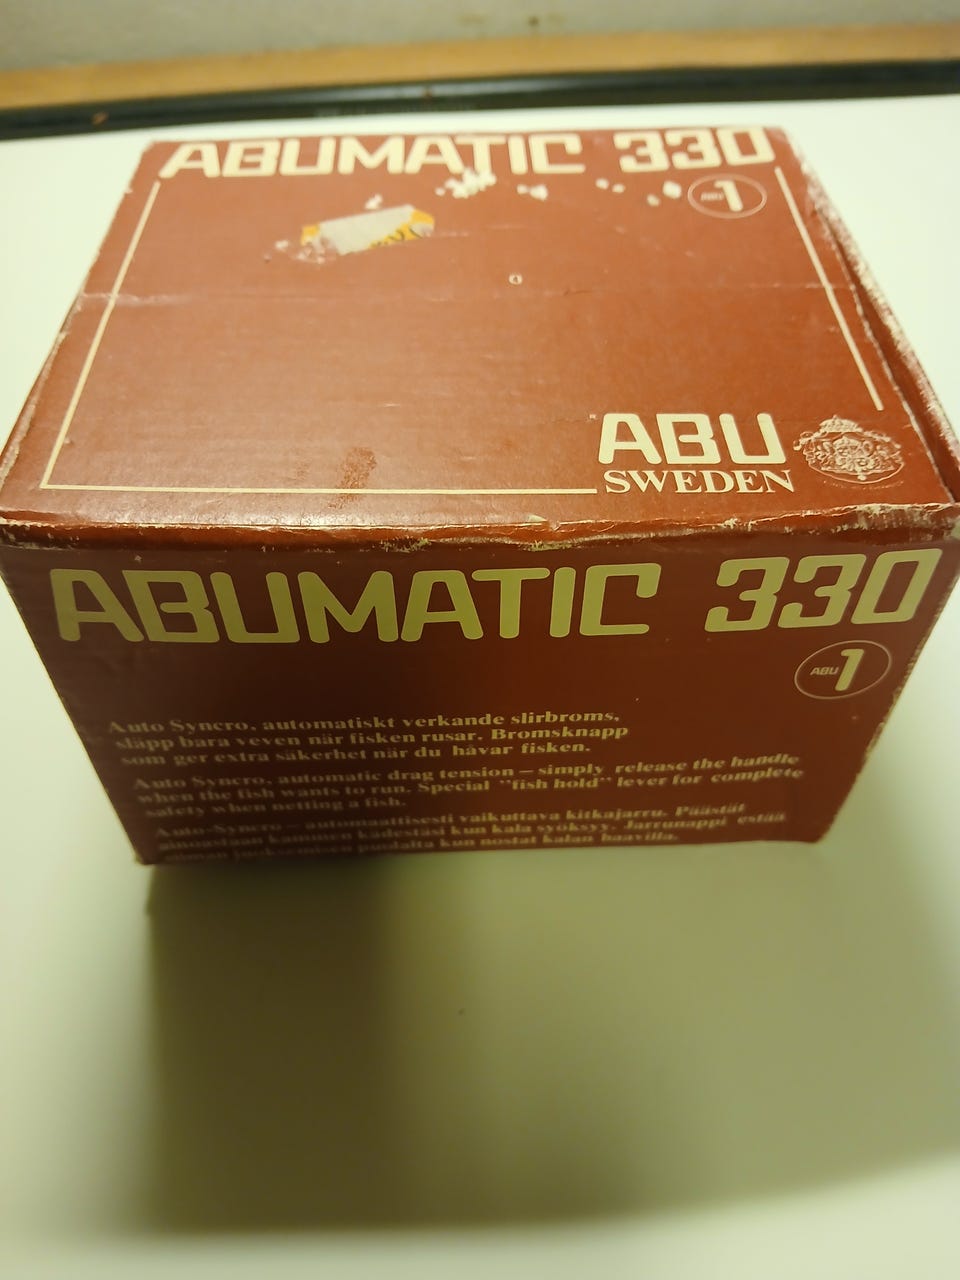 ABUMATIC 330
ABU 1
ABU
SWEDEN
ABUMATIC 330
ABU 1
Auto Syncro, automatiskt verkande slirbroms,
släpp bara veven när fisken rusar. Bromsknapp
som ger extra säkerhet när du håvar fisken.
Auto Syncro, automatic drag tension – simply release the handle
when the fish wants to run. Special "fish hold" lever for complete
safety when netting a fish.
Auto-Syncro – automaattisesti vaikuttava kitkajarru. Päästät
ainoastaan kammen kädestäsi kun kala syöksyy. Jarrunappi estää
puolalta kun nostat kalan haavilla.